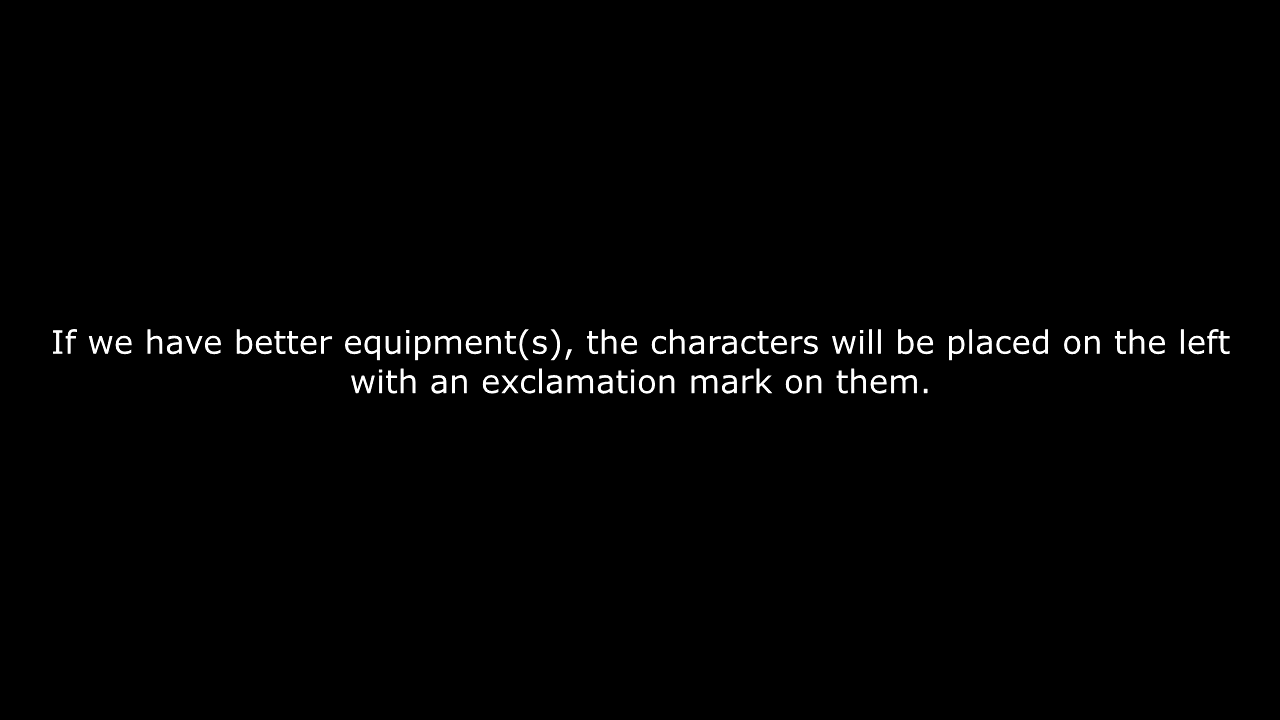 If we have better equipment(s), the characters will be placed on the left
with an exclamation mark on them.